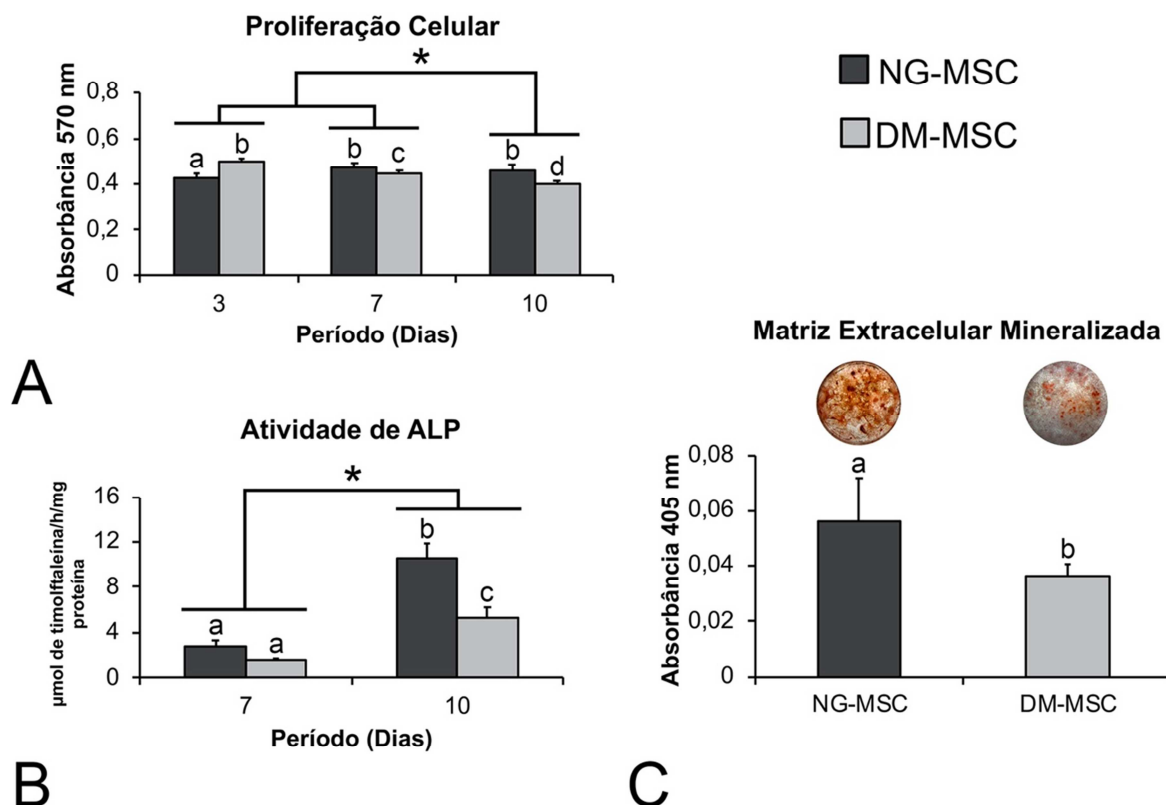 Proliferação Celular
*
NG-MSC
DM-MSC
Absorbância 570 nm
0,8
0,6
0,4
0,2
0
a
b
b
c
b
d
3
7
10
Período (Dias)
A
Atividade de ALP
*
µmol de timolftaleína/h/mg
proteína
16
12
8
4
0
a
a
b
c
7
10
Período (Dias)
B
Matriz Extracelular Mineralizada
Absorbância 405 nm
0,08
0,06
0,04
0,02
0
a
b
NG-MSC
DM-MSC
C